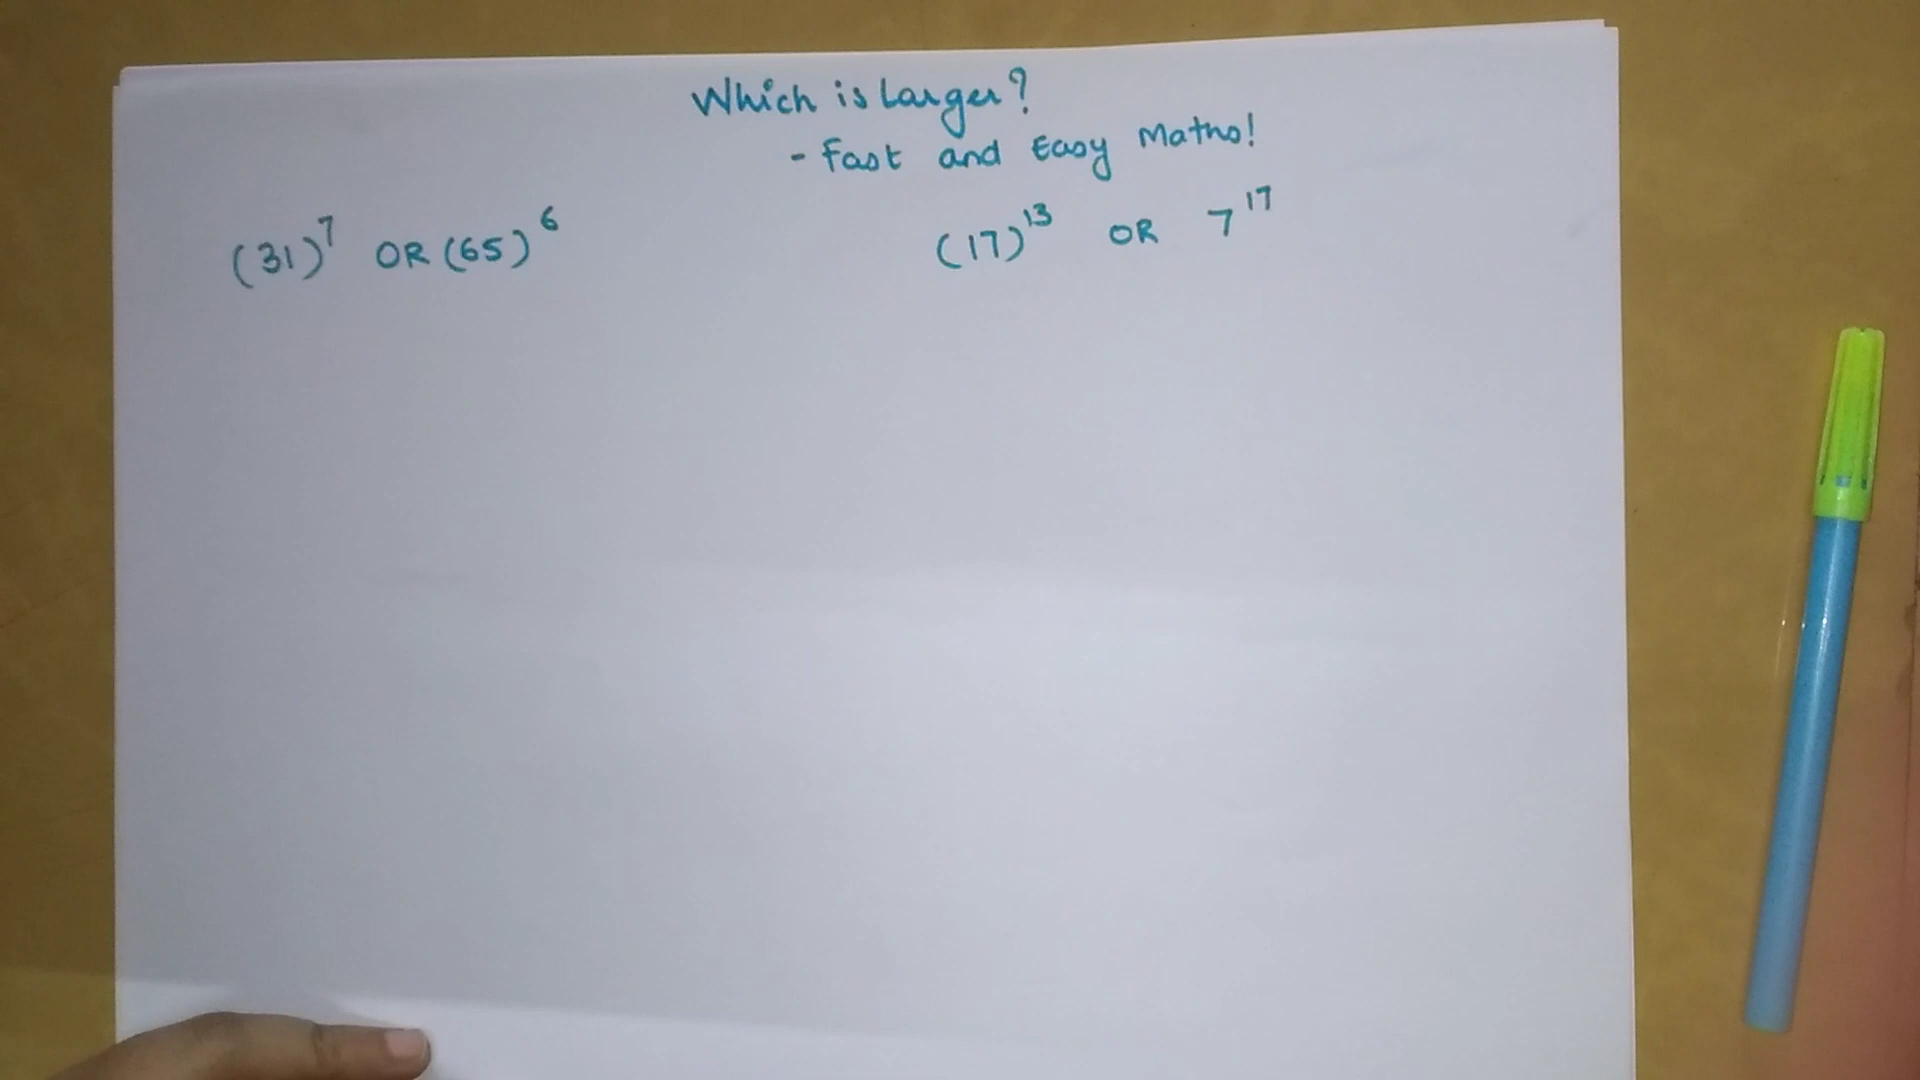 Which is Larger?
- Fast and Easy Maths!
(31)^7 OR (65)^6
(17)^13 OR 7^17